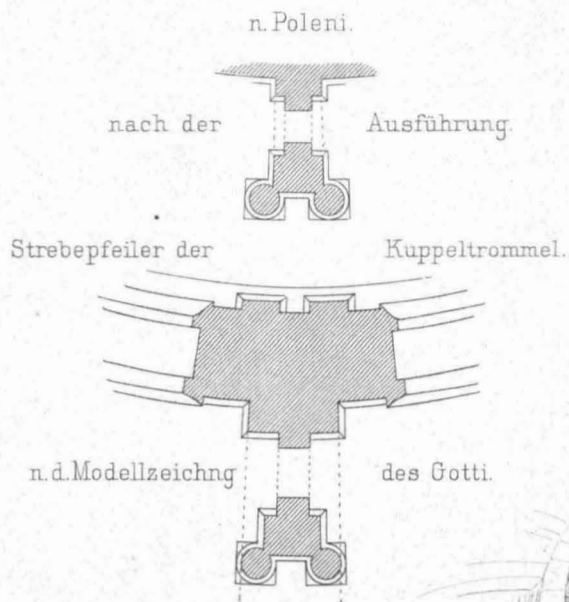 n. Poleni.
nach der Ausführung.
Strebepfeiler der Kuppeltrommel.
n.d. Modellzeichng des Gotti.